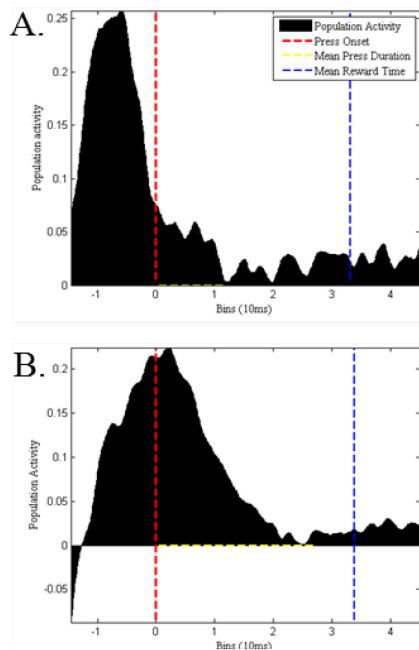 A.
0.25
0.2
0.15
0.1
0.05
0
Population activity
Population Activity
Press Onset
Mean Press Duration
Mean Reward Time
-1 0 1 2 3 4
Bins (10ms)
B.
0.2
0.15
0.1
0.05
0
-0.05
Population Activity
-1 0 1 2 3 4
Bins (10ms)